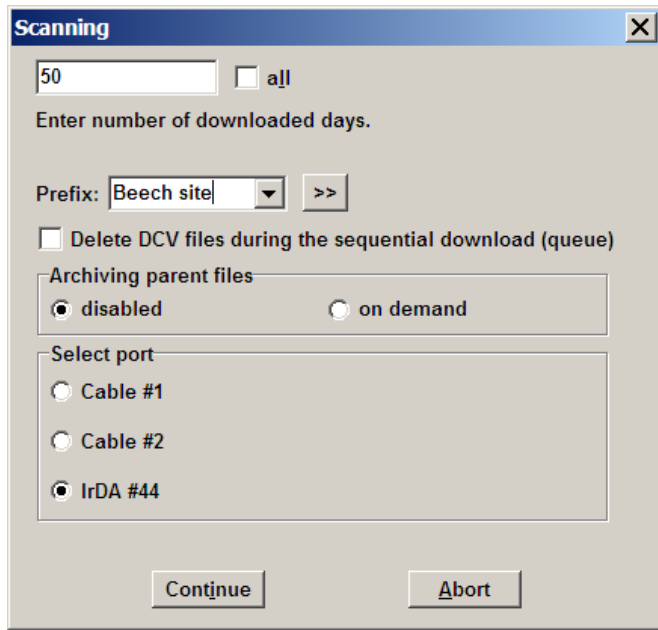 Scanning
50 all
Enter number of downloaded days.
Prefix: Beech site >>
Delete DCV files during the sequential download (queue)
Archiving parent files
disabled on demand
Select port
Cable #1
Cable #2
IrDA #44
Continue Abort